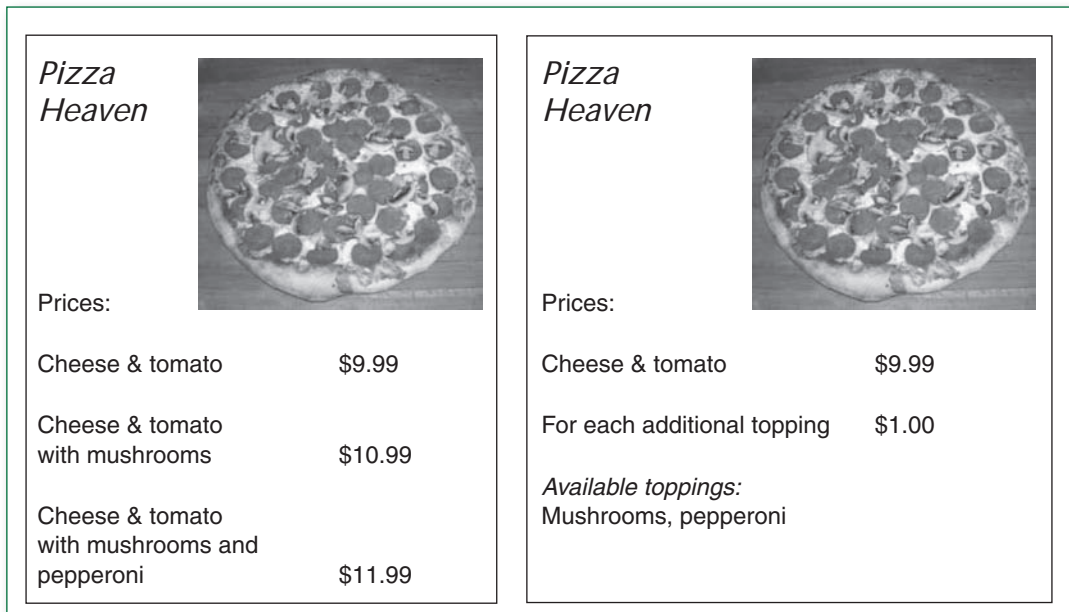 Pizza
Heaven
Prices:
Cheese & tomato $9.99
Cheese & tomato
with mushrooms $10.99
Cheese & tomato
with mushrooms and
pepperoni $11.99
Pizza
Heaven
Prices:
Cheese & tomato $9.99
For each additional topping $1.00
Available toppings:
Mushrooms, pepperoni